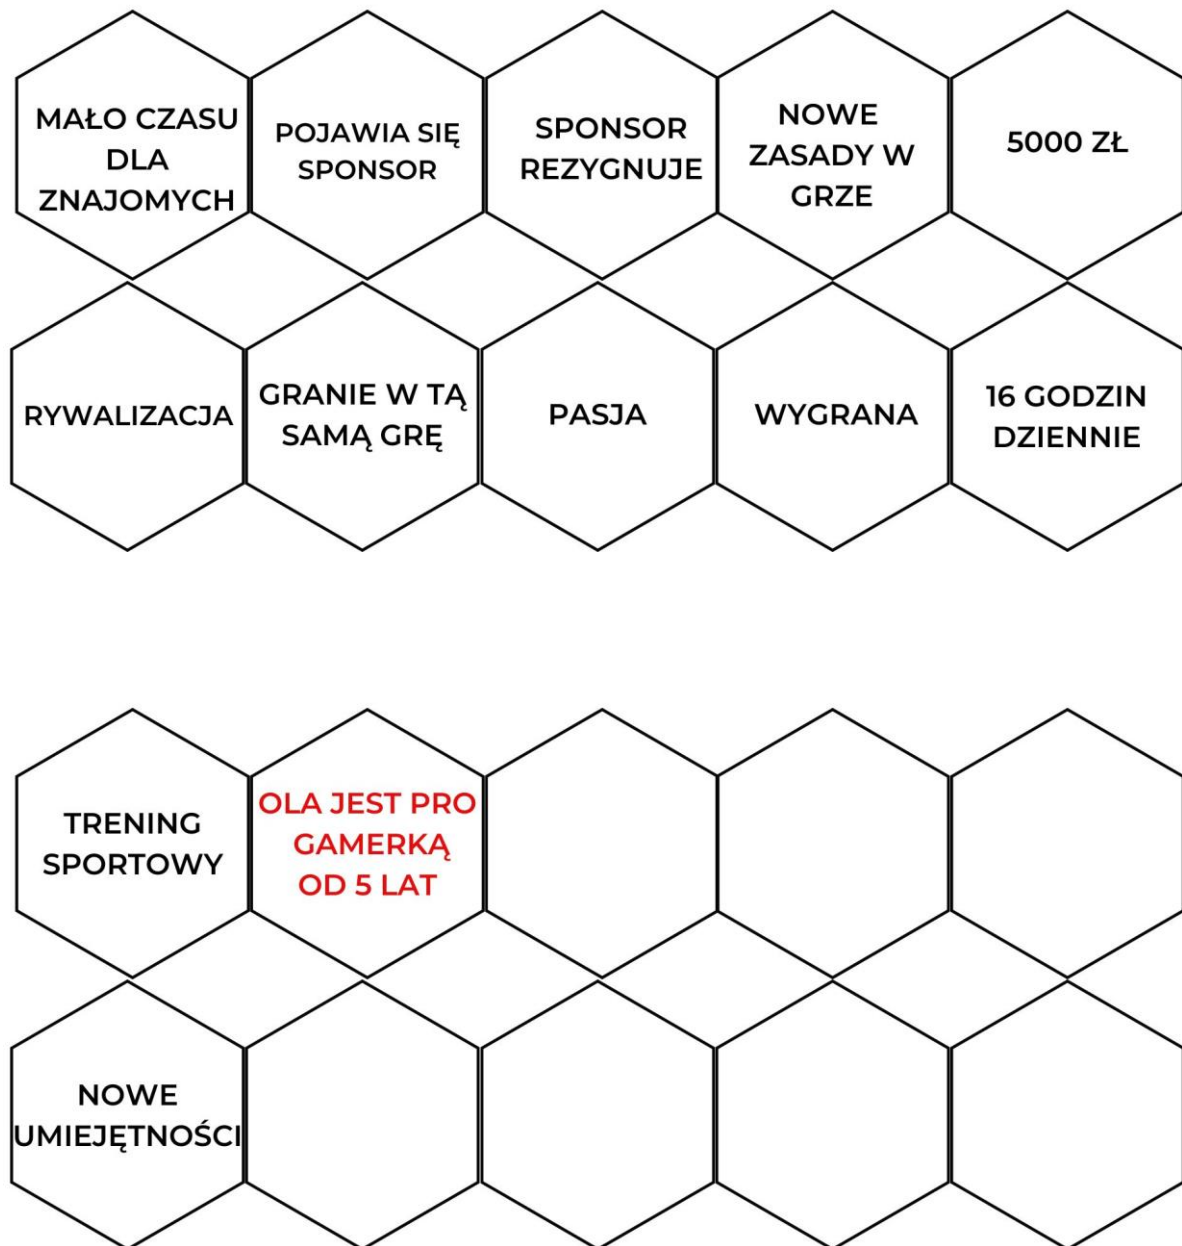 MAŁO CZASU
DLA
ZNAJOMYCH
POJAWIA SIĘ
SPONSOR
SPONSOR
REZYGNUJE
NOWE
ZASADY W
GRZE
5000 ZŁ
RYWALIZACJA
GRANIE W TĄ
SAMĄ GRĘ
PASJA
WYGRANA
16 GODZIN
DZIENNIE
TRENING
SPORTOWY
OLA JEST PRO
GAMERKĄ
OD 5 LAT
NOWE
UMIEJĘTNOŚCI